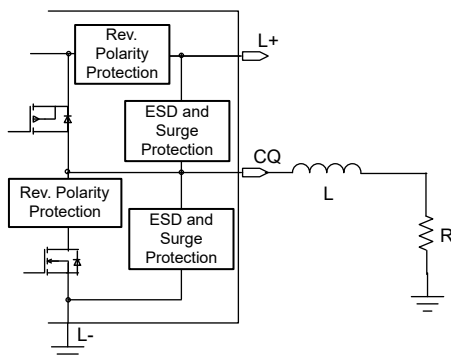 Rev.
Polarity
Protection
L+
ESD and
Surge
Protection
CQ
L
Rev. Polarity
Protection
ESD and
Surge
Protection
R
L-